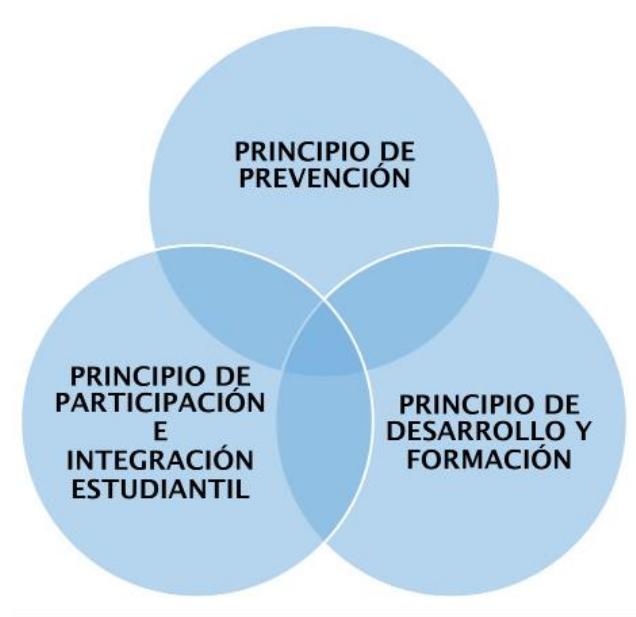 PRINCIPIO DE
PREVENCIÓN
PRINCIPIO DE
PARTICIPACIÓN
E
INTEGRACIÓN
ESTUDIANTIL
PRINCIPIO DE
DESARROLLO Y
FORMACIÓN